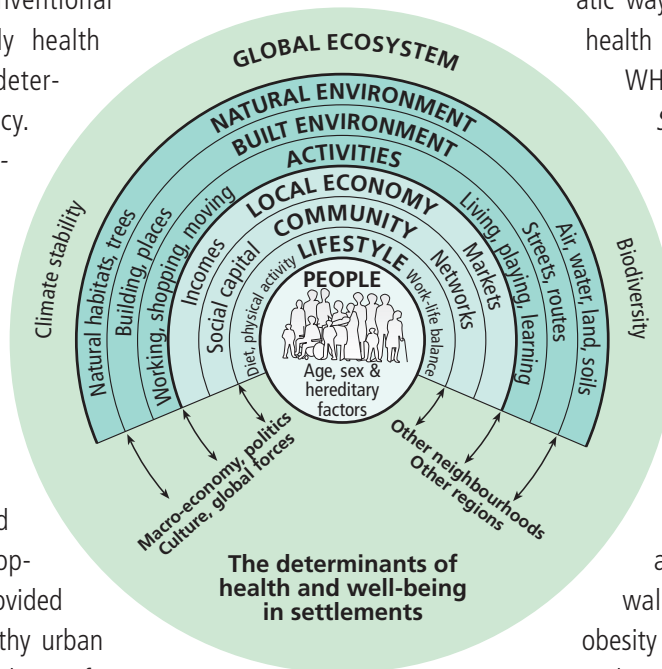 nventional
ly health
deter-
cy.
-
atic way
health
WH
S
GLOBAL ECOSYSTEM
NATURAL ENVIRONMENT
BUILT ENVIRONMENT
ACTIVITIES
LOCAL ECONOMY
COMMUNITY
LIFESTYLE
PEOPLE
Age, sex &
hereditary
factors
Climate stability
Natural habitats, trees
Building, places
Working, shopping, moving
Incomes
Social capital
Diet, physical activity
Work-life balance
Networks
Markets
Living, playing, learning
Streets, routes
Air, water, land, soils
Biodiversity
Macro-economy, politics
Culture, global forces
Other neighbourhoods
Other regions
The determinants of
health and well-being
in settlements
d
op-
ovided
thy urban
a
wal
obesity